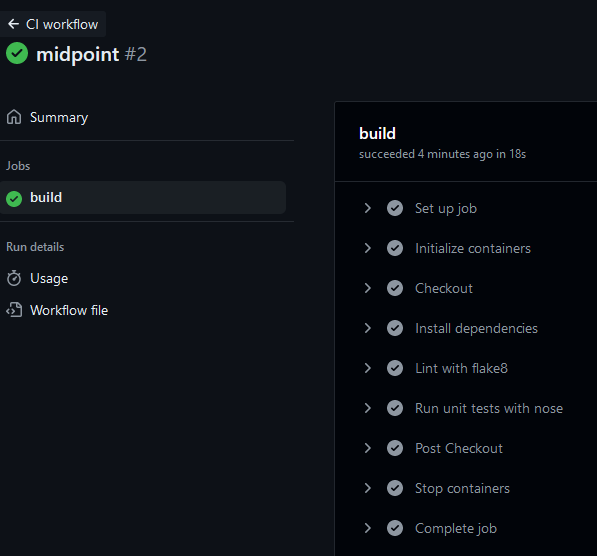 CI workflow
midpoint #2
Summary
Jobs
build
Run details
Usage
Workflow file
build
succeeded 4 minutes ago in 18s
Set up job
Initialize containers
Checkout
Install dependencies
Lint with flake8
Run unit tests with nose
Post Checkout
Stop containers
Complete job